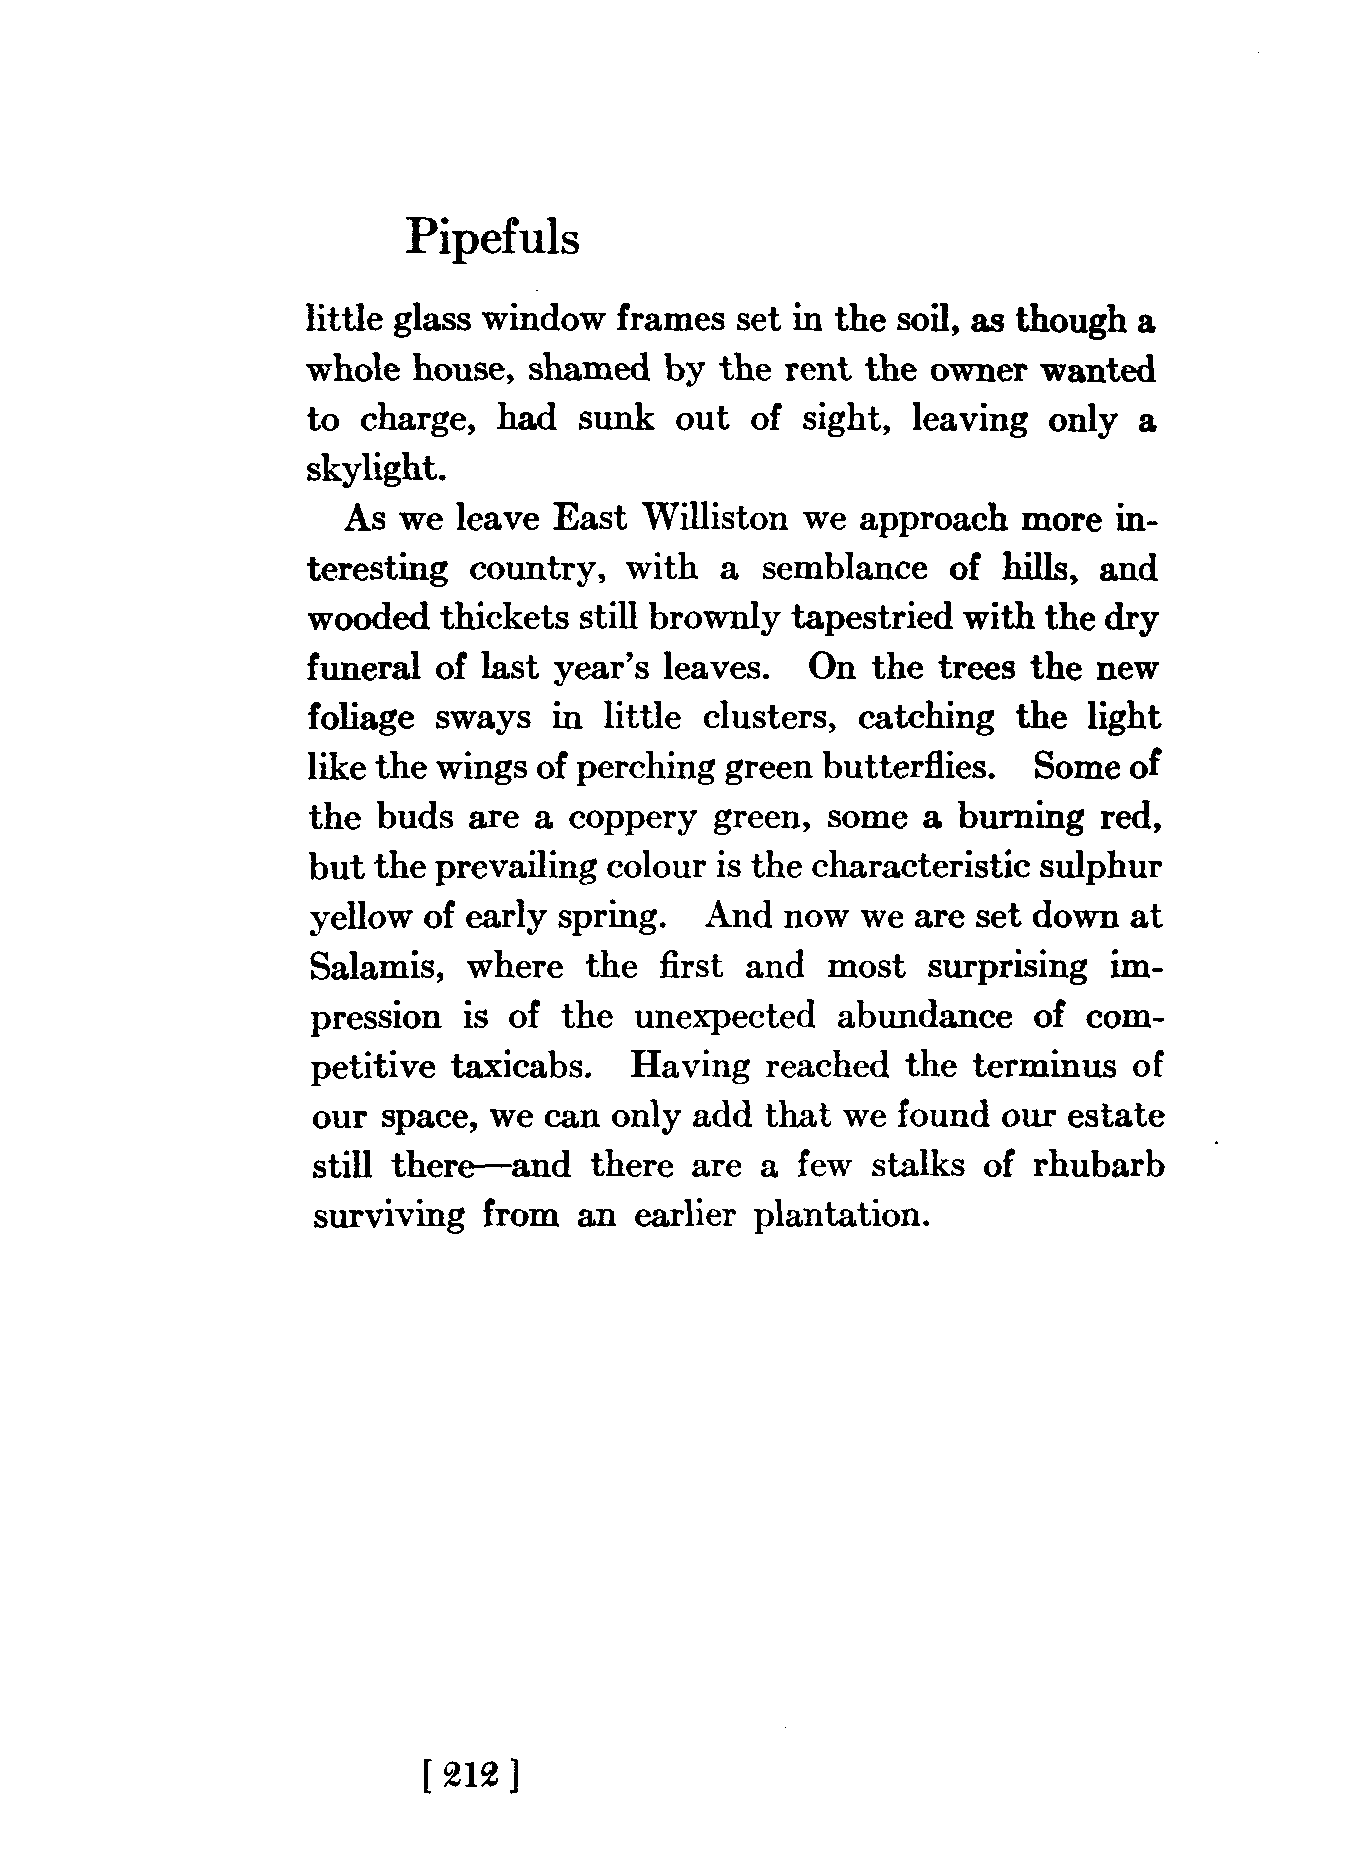 Pipefuls
little glass window frames set in the soil, as though a
whole house, shamed by the rent the owner wanted
to charge, had sunk out of sight, leaving only a
skylight.
As we leave East Williston we approach more in-
teresting country, with a semblance of hills, and
wooded thickets still brownly tapestried with the dry
funeral of last year's leaves. On the trees the new
foliage sways in little clusters, catching the light
like the wings of perching green butterflies. Some of
the buds are a coppery green, some a burning red,
but the prevailing colour is the characteristic sulphur
yellow of early spring. And now we are set down at
Salamis, where the first and most surprising im-
pression is of the unexpected abundance of com-
petitive taxicabs. Having reached the terminus of
our space, we can only add that we found our estate
still there—and there are a few stalks of rhubarb
surviving from an earlier plantation.
[ 212 ]